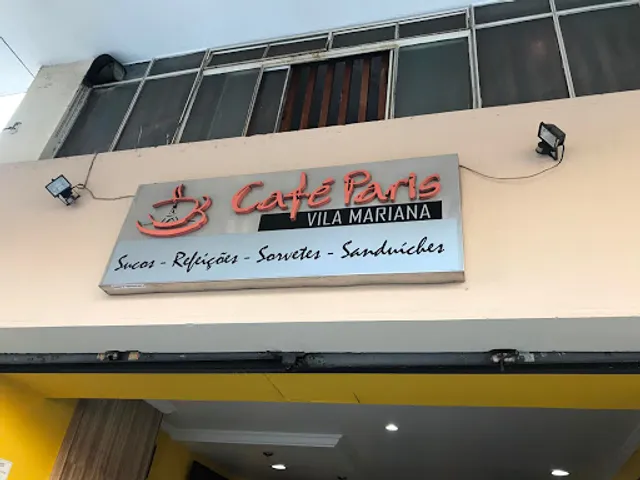 Café Paris
VILA MARIANA
Sucos - Refeições - Sorvetes - Sanduíches